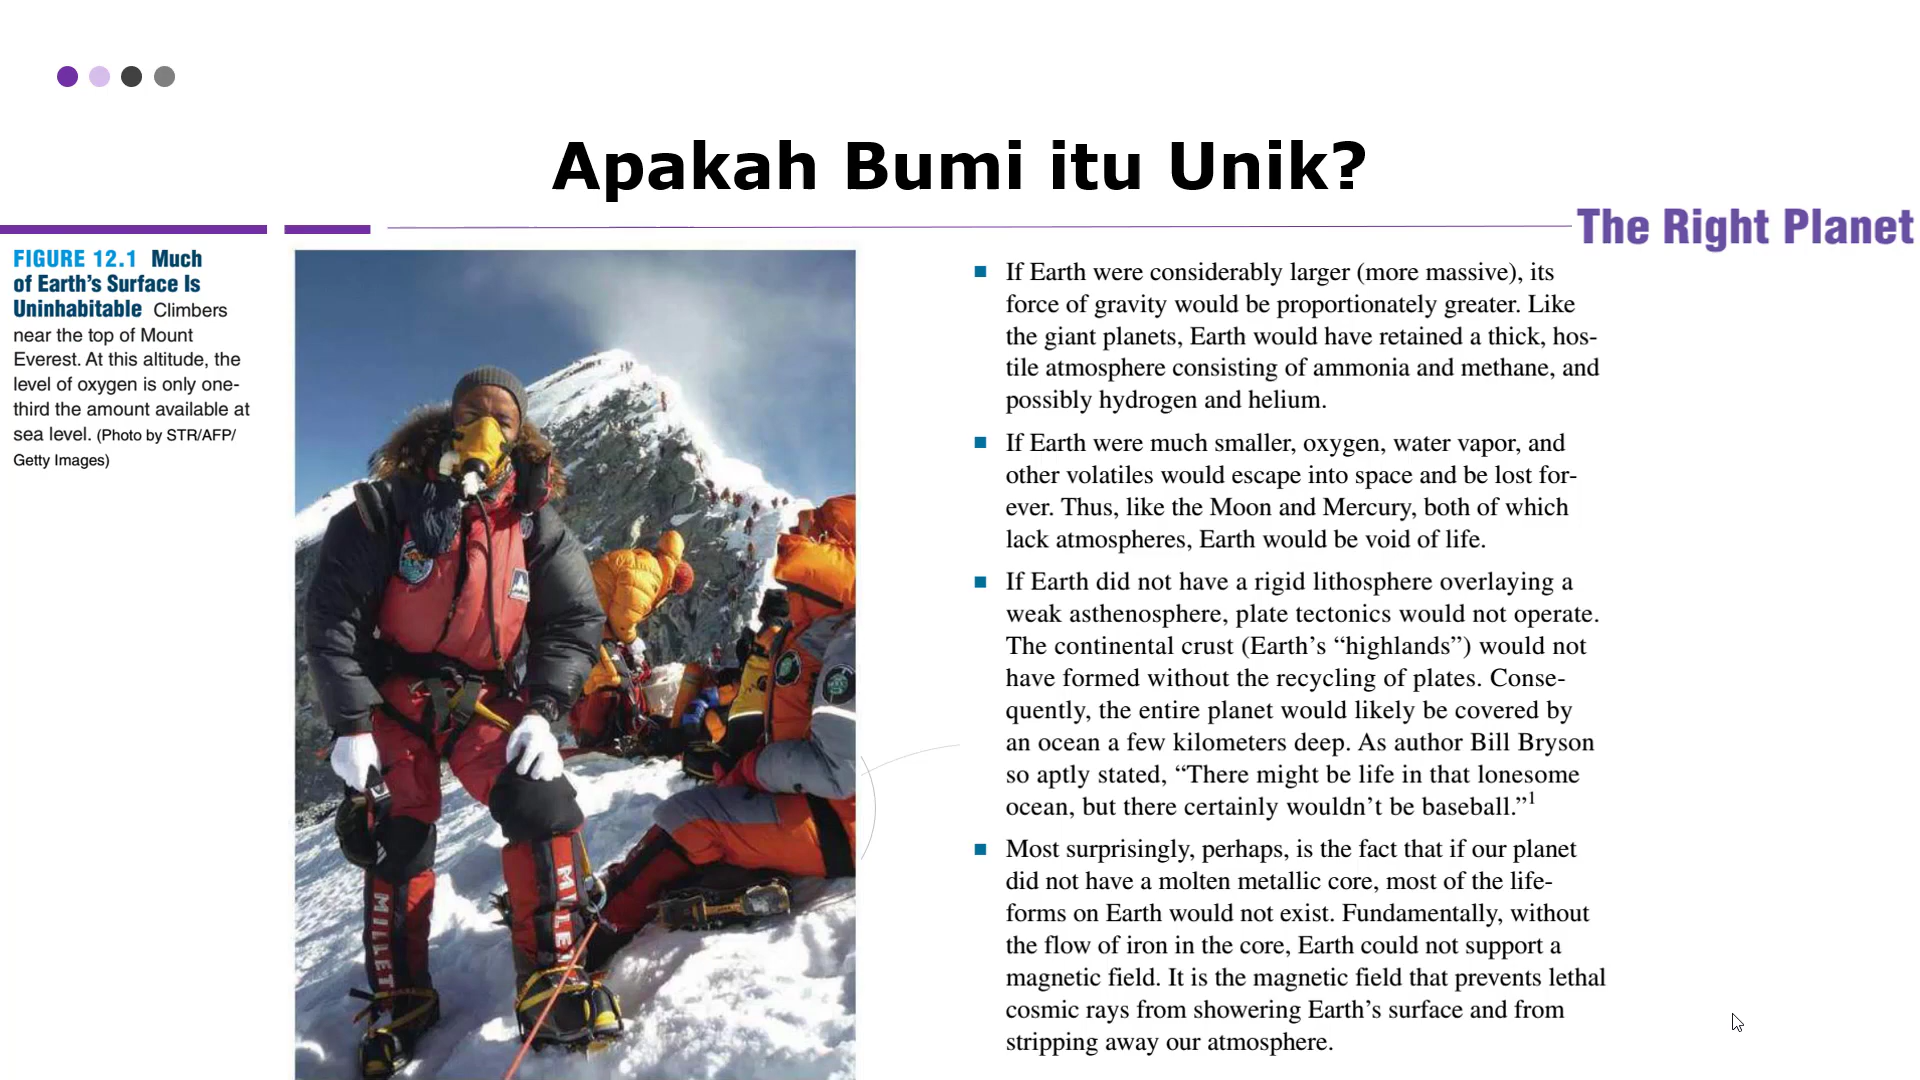 Apakah Bumi itu Unik?
The Right Planet
FIGURE 12.1 Much
of Earth’s Surface Is
Uninhabitable Climbers
near the top of Mount
Everest. At this altitude, the
level of oxygen is only one-
third the amount available at
sea level. (Photo by STR/AFP/
Getty Images)
MILLET
MILLET
■ If Earth were considerably larger (more massive), its
force of gravity would be proportionately greater. Like
the giant planets, Earth would have retained a thick, hos-
tile atmosphere consisting of ammonia and methane, and
possibly hydrogen and helium.
■ If Earth were much smaller, oxygen, water vapor, and
other volatiles would escape into space and be lost for-
ever. Thus, like the Moon and Mercury, both of which
lack atmospheres, Earth would be void of life.
■ If Earth did not have a rigid lithosphere overlaying a
weak asthenosphere, plate tectonics would not operate.
The continental crust (Earth’s “highlands”) would not
have formed without the recycling of plates. Conse-
quently, the entire planet would likely be covered by
an ocean a few kilometers deep. As author Bill Bryson
so aptly stated, “There might be life in that lonesome
ocean, but there certainly wouldn’t be baseball.”1
■ Most surprisingly, perhaps, is the fact that if our planet
did not have a molten metallic core, most of the life-
forms on Earth would not exist. Fundamentally, without
the flow of iron in the core, Earth could not support a
magnetic field. It is the magnetic field that prevents lethal
cosmic rays from showering Earth’s surface and from
stripping away our atmosphere.